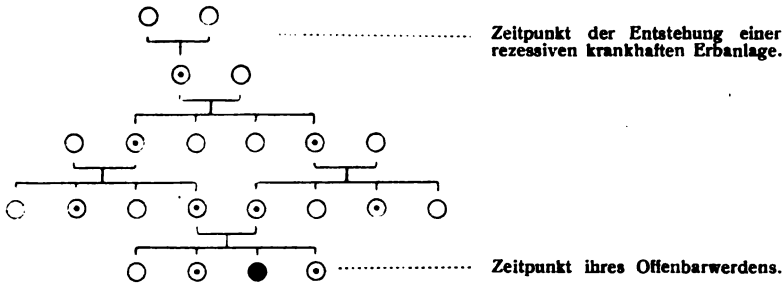 Zeitpunkt der Entstehung einer
rezessiven krankhaften Erbanlage.
Zeitpunkt ihres Offenbarwerdens.